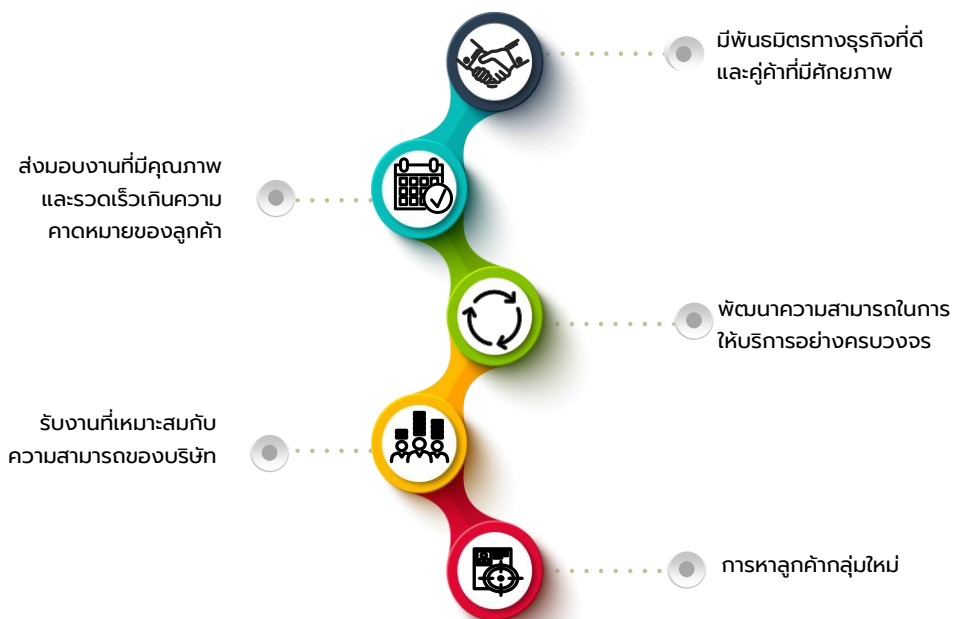 มีพันธมิตรทางธุรกิจที่ดี
และคู่ค้าที่มีศักยภาพ
ส่งมอบงานที่มีคุณภาพ
และรวดเร็วเกินความ
คาดหมายของลูกค้า
พัฒนาความสามารถในการ
ให้บริการอย่างครบวงจร
รับงานที่เหมาะสมกับ
ความสามารถของบริษัท
การหาลูกค้ากลุ่มใหม่